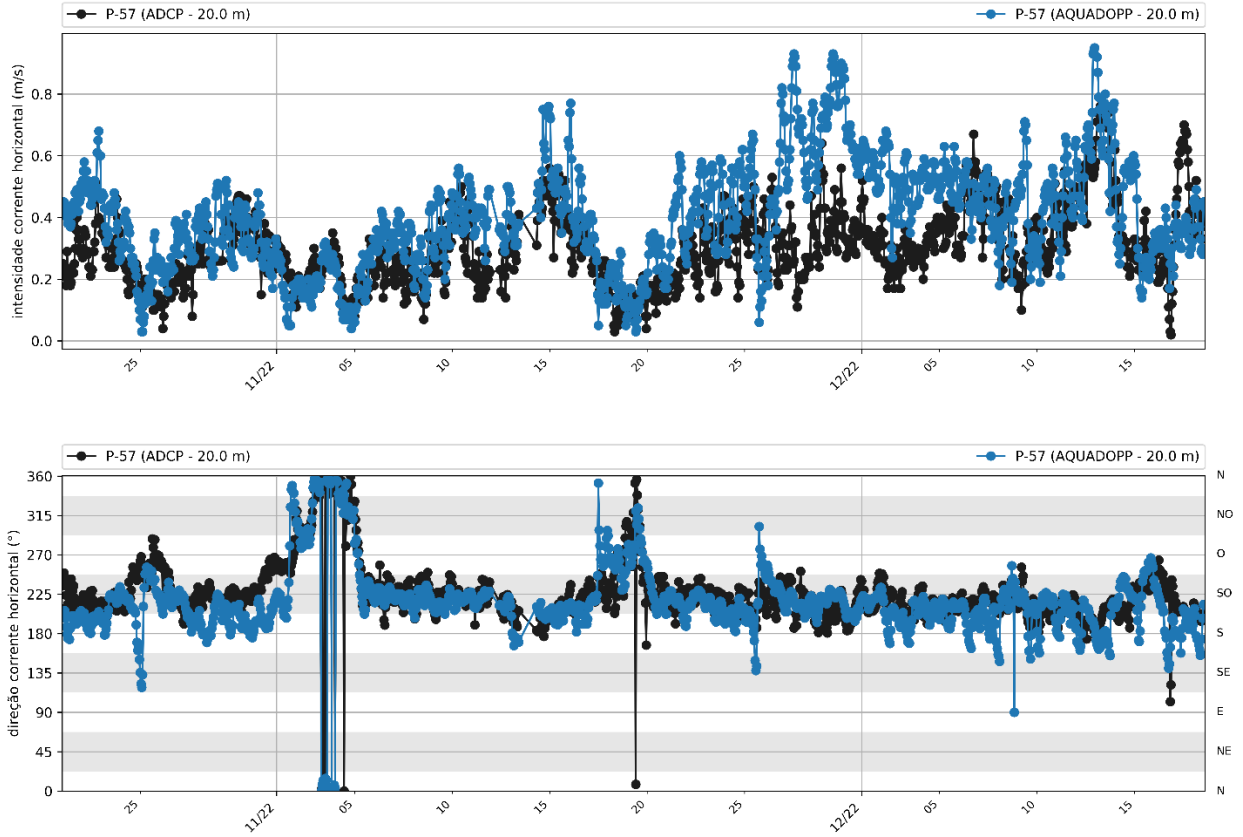 P-57 (ADCP - 20.0 m) P-57 (AQUADOPP - 20.0 m)
intensidade corrente horizontal (m/s)
0.8
0.6
0.4
0.2
0.0
25 11/22 05 10 15 20 25 12/22 05 10 15
P-57 (ADCP - 20.0 m) P-57 (AQUADOPP - 20.0 m)
direção corrente horizontal (°)
360 N
315 NO
270 O
225 SO
180 S
135 SE
90 E
45 NE
0 N
25 11/22 05 10 15 20 25 12/22 05 10 15